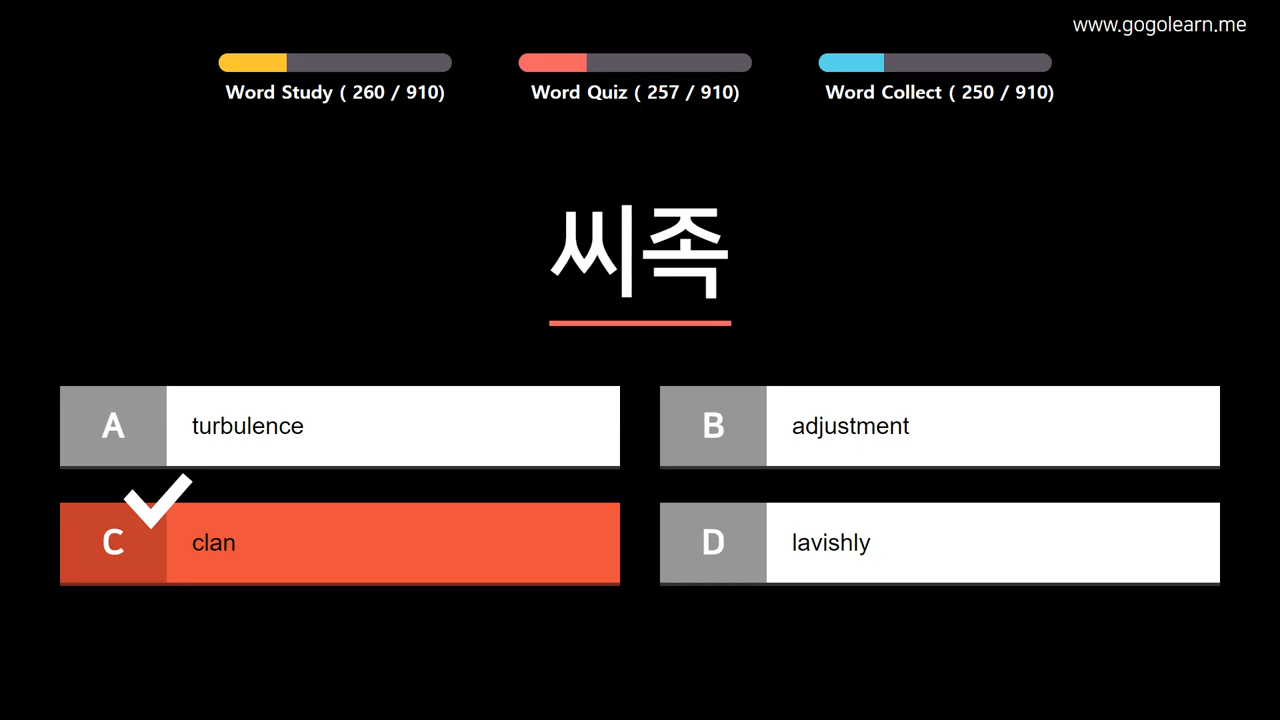 www.gogolearn.me
Word Study ( 260 / 910)
Word Quiz ( 257 / 910)
Word Collect ( 250 / 910)
씨족
A turbulence
B adjustment
C clan
D lavishly